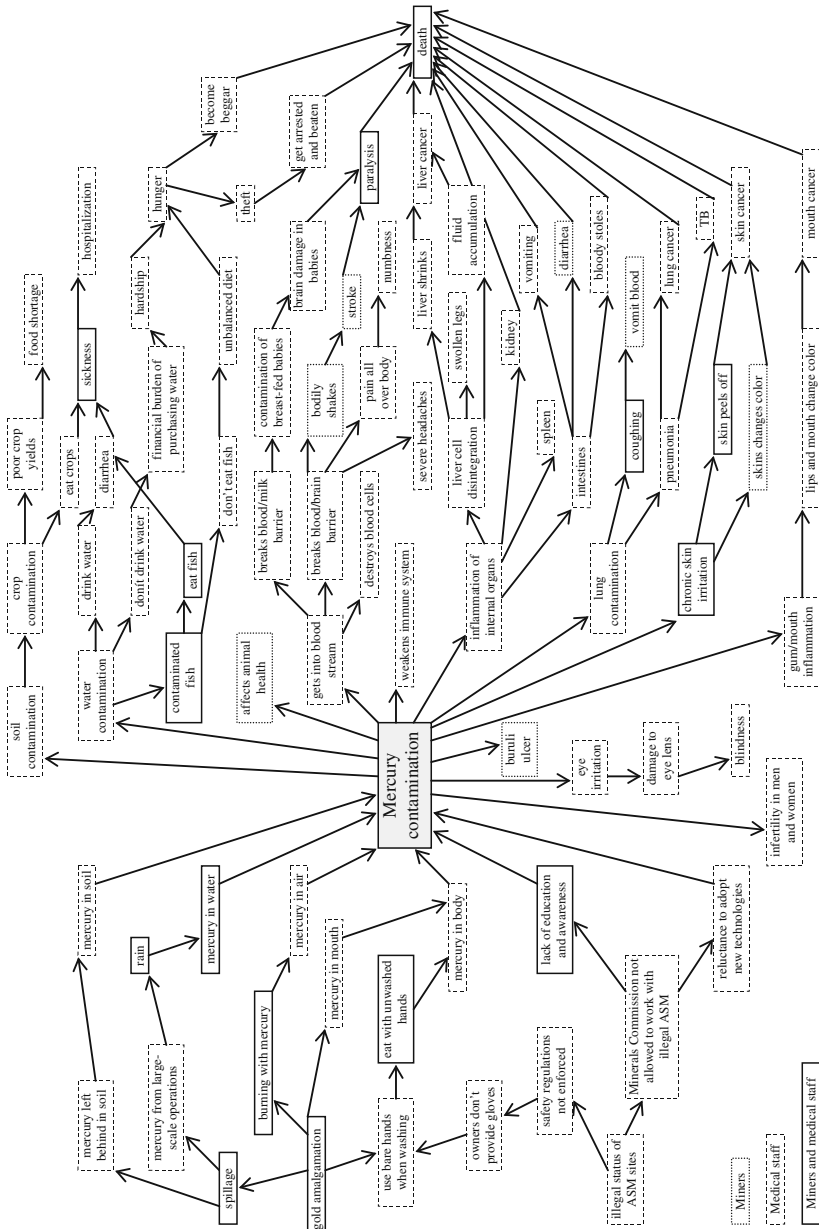 soil
contamination
crop
contamination
poor crop
yields
food shortage
eat crops
sickness
hospitalization
water
contamination
drink water
diarrhea
donít drink water
financial burden of
purchasing water
hardship
hunger
become
beggar
contaminated
fish
eat fish
don't eat fish
unbalanced diet
theft
get arrested
and beaten
affects animal
health
gets into blood
stream
breaks blood/milk
barrier
contamination of
breast-fed babies
brain damage in
babies
paralysis
death
breaks blood/brain
barrier
bodily
shakes
stroke
pain all
over body
numbness
severe headaches
destroys blood cells
weakens immune system
inflammation of
internal organs
liver cell
disintegration
liver shrinks
liver cancer
swollen legs
fluid
accumulation
spleen
kidney
intestines
vomiting
diarrhea
bloody stoles
lung
contamination
coughing
vomit blood
pneumonia
lung cancer
TB
chronic skin
irritation
skin peels off
skins changes color
skin cancer
gum/mouth
inflammation
lips and mouth change color
mouth cancer
Mercury
contamination
buruli
ulcer
eye
irritation
damage to
eye lens
blindness
infertility in men
and women
mercury left
behind in soil
mercury in soil
mercury from large-
scale operations
rain
mercury in water
spillage
gold amalgamation
burning with mercury
mercury in air
mercury in mouth
use bare hands
when washing
eat with unwashed
hands
mercury in body
owners don't
provide gloves
safety regulations
not enforced
illegal status of
ASM sites
Minerals Commission not
allowed to work with
illegal ASM
lack of education
and awareness
reluctance to adopt
new technologies
Miners
Medical staff
Miners and medical staff